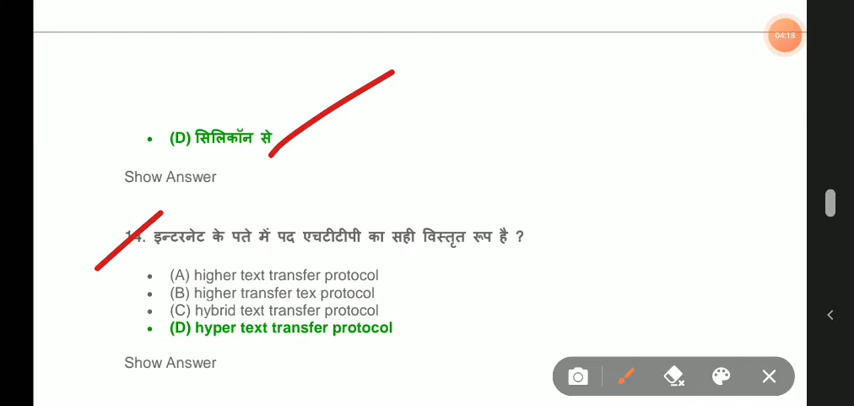 04:18
(D) सिलिकॉन से
Show Answer
14. इन्टरनेट के पते में पद एचटीटीपी का सही विस्तृत रूप है ?
(A) higher text transfer protocol
(B) higher transfer tex protocol
(C) hybrid text transfer protocol
(D) hyper text transfer protocol
Show Answer